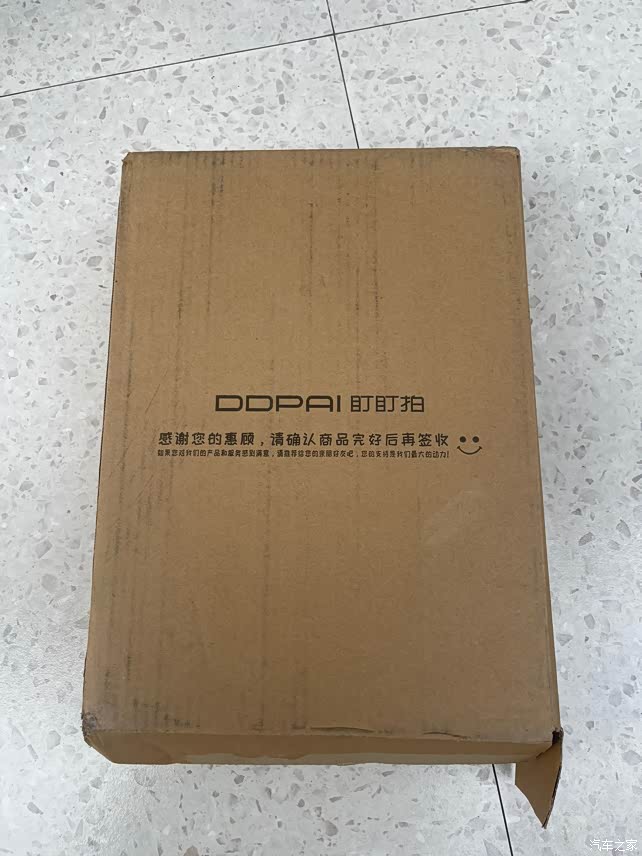 DDPAI 盯盯拍
感谢您的惠顾，请确认商品完好后再签收
如果您对我们的产品和服务感到满意，请推荐给您的亲朋好友吧，您的支持是我们最大的动力！
汽车之家